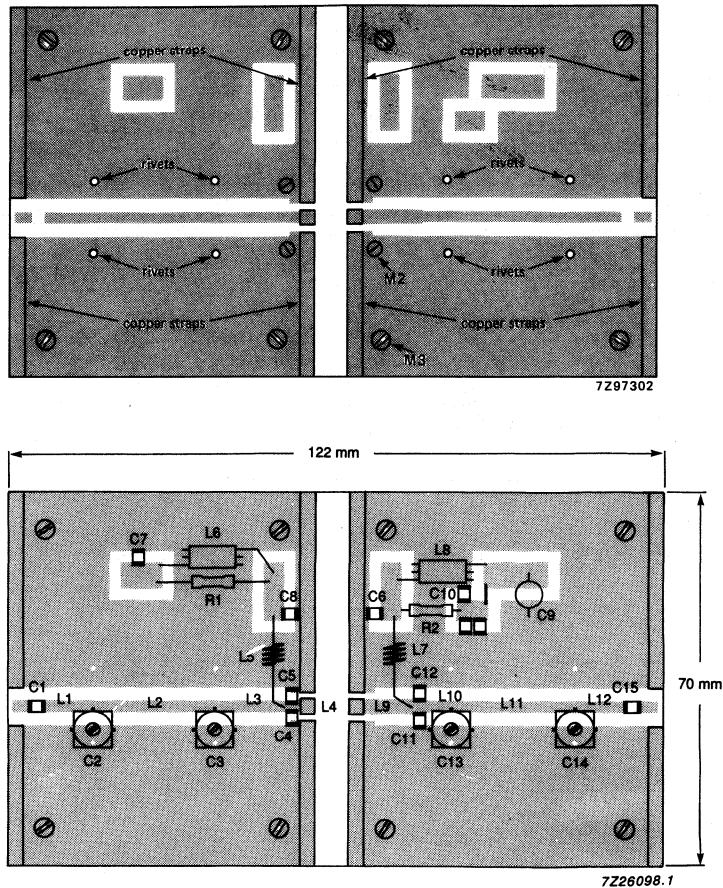 copper straps
copper straps
rivets
rivets
rivets
rivets
M2
copper straps
copper straps
M3
7Z97302
122 mm
C7
L6
L8
R1
C8
C6
C10
R2
C9
L5
L7
C5
C12
C1
L1
L2
L3
L4
L9
L10
L11
L12
C15
70 mm
C4
C11
C2
C3
C13
C14
7Z26098.1